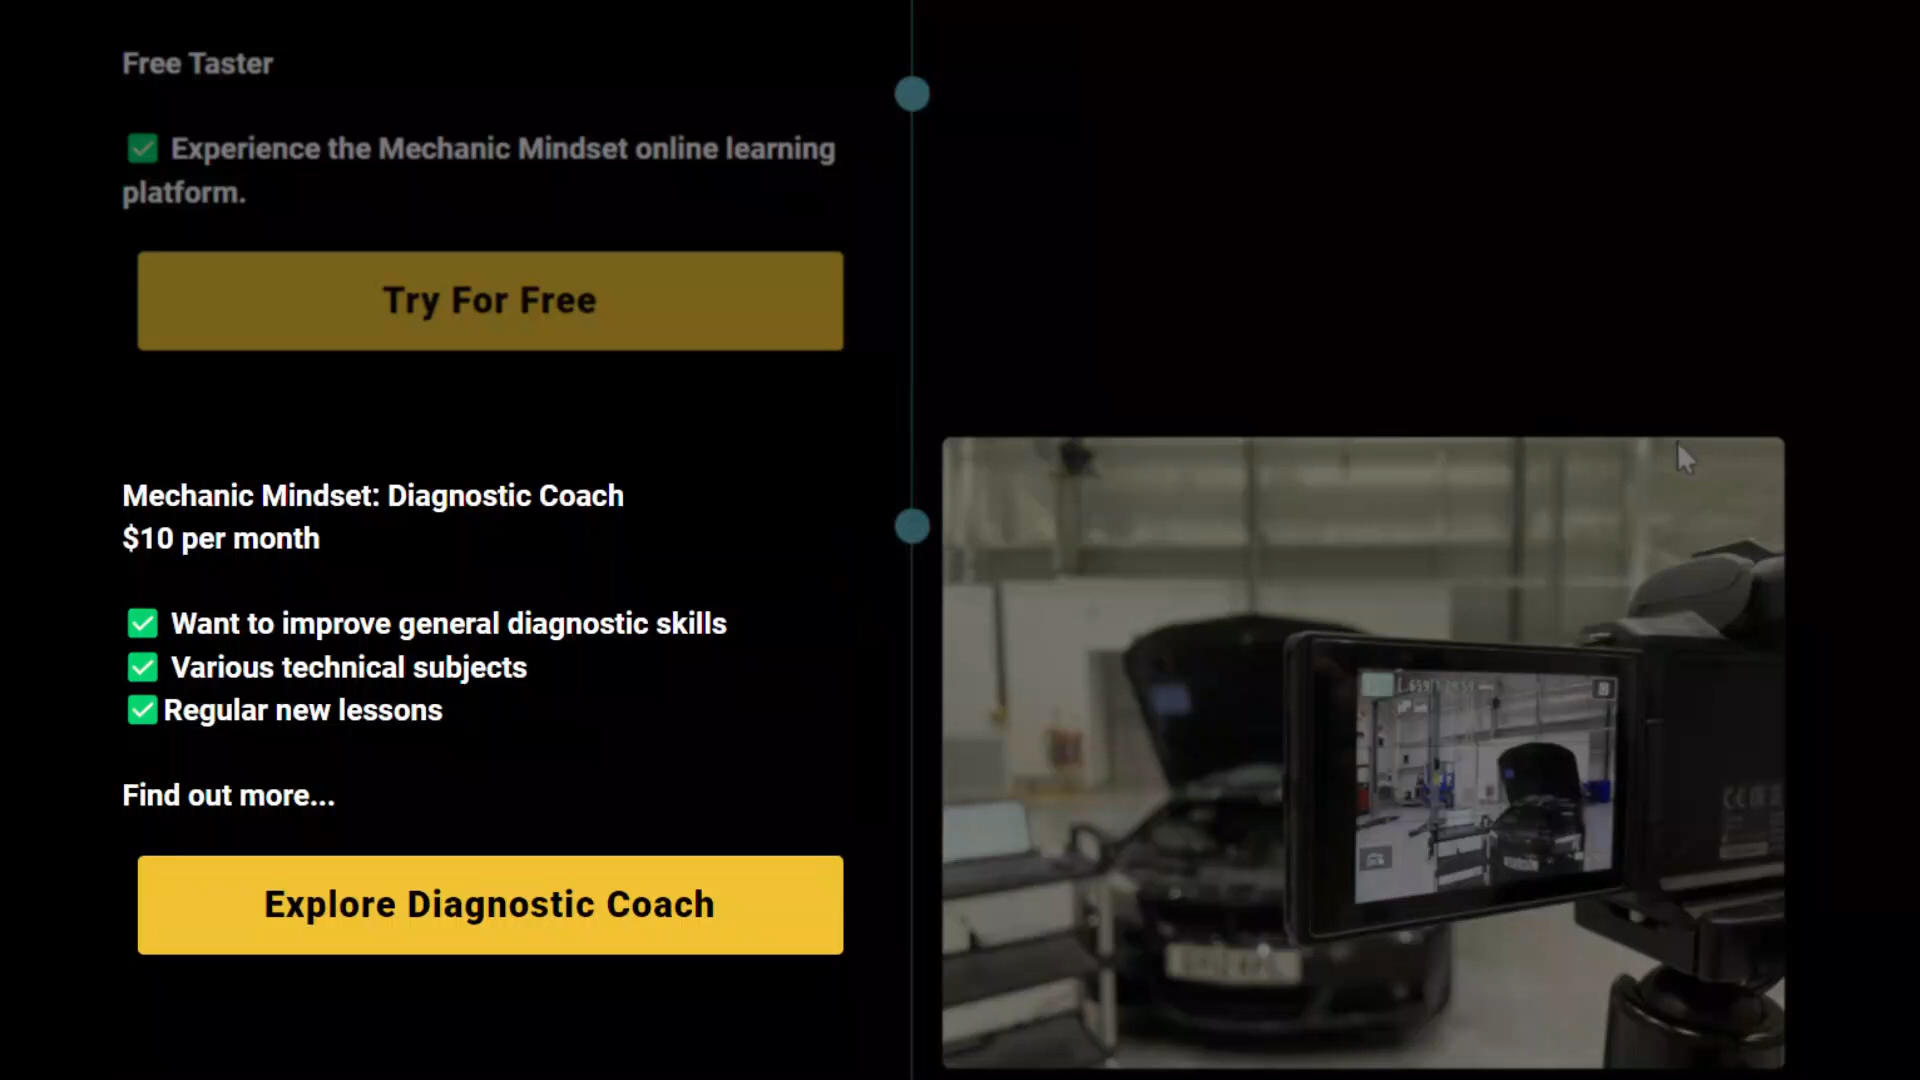 Free Taster
✅ Experience the Mechanic Mindset online learning
platform.
Try For Free
Mechanic Mindset: Diagnostic Coach
$10 per month
✅ Want to improve general diagnostic skills
✅ Various technical subjects
✅ Regular new lessons
Find out more...
Explore Diagnostic Coach